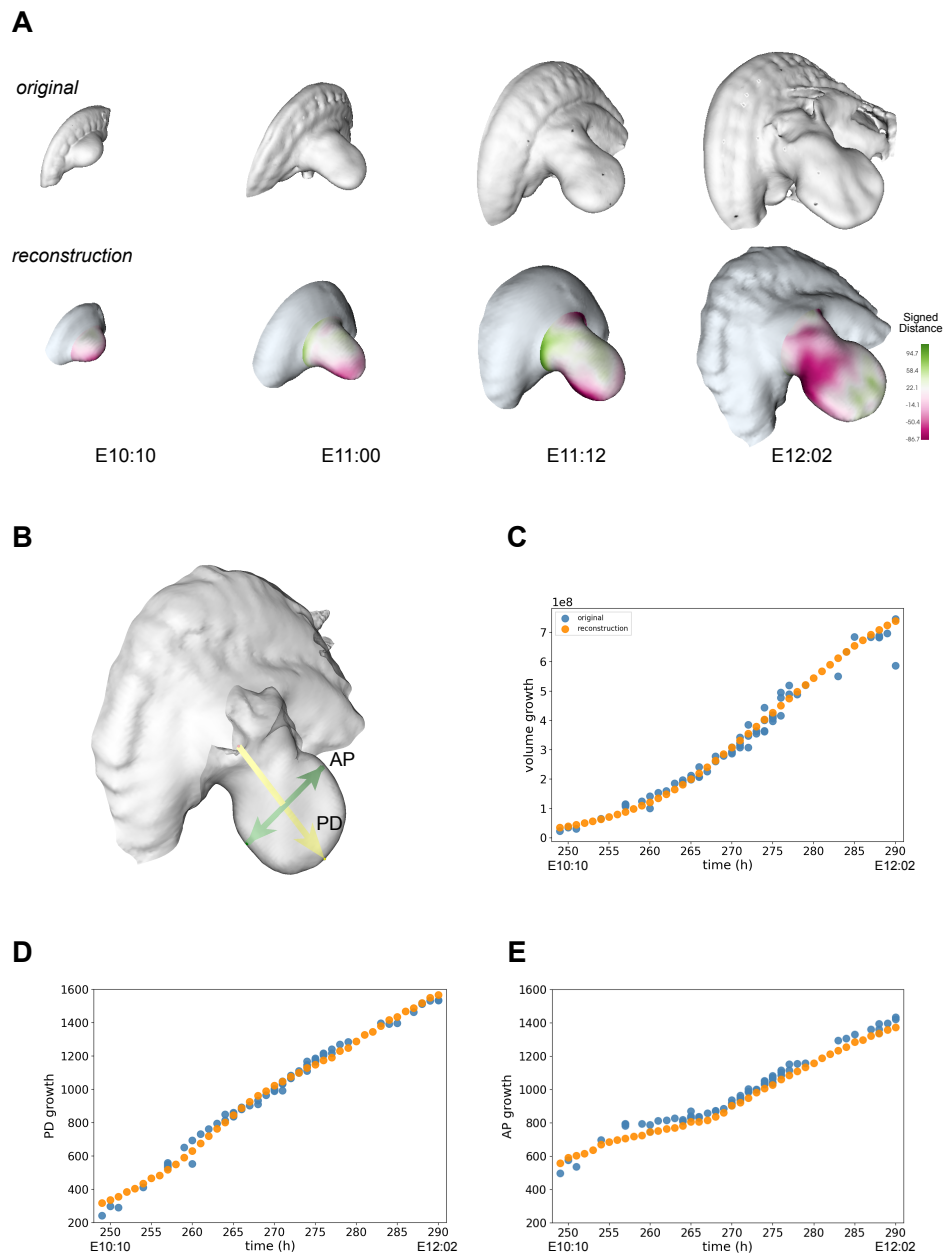 A
original
reconstruction
Signed
Distance
94.7
58.4
22.1
-14.1
-60.4
-86.7
E10:10 E11:00 E11:12 E12:02
B
AP
PD
C
1e8
original
reconstruction
volume growth
7
6
5
4
3
2
1
0
250 255 260 265 270 275 280 285 290
E10:10 time (h) E12:02
D
PD growth
1600
1400
1200
1000
800
600
400
200
250 255 260 265 270 275 280 285 290
E10:10 time (h) E12:02
E
AP growth
1600
1400
1200
1000
800
600
400
200
250 255 260 265 270 275 280 285 290
E10:10 time (h) E12:02